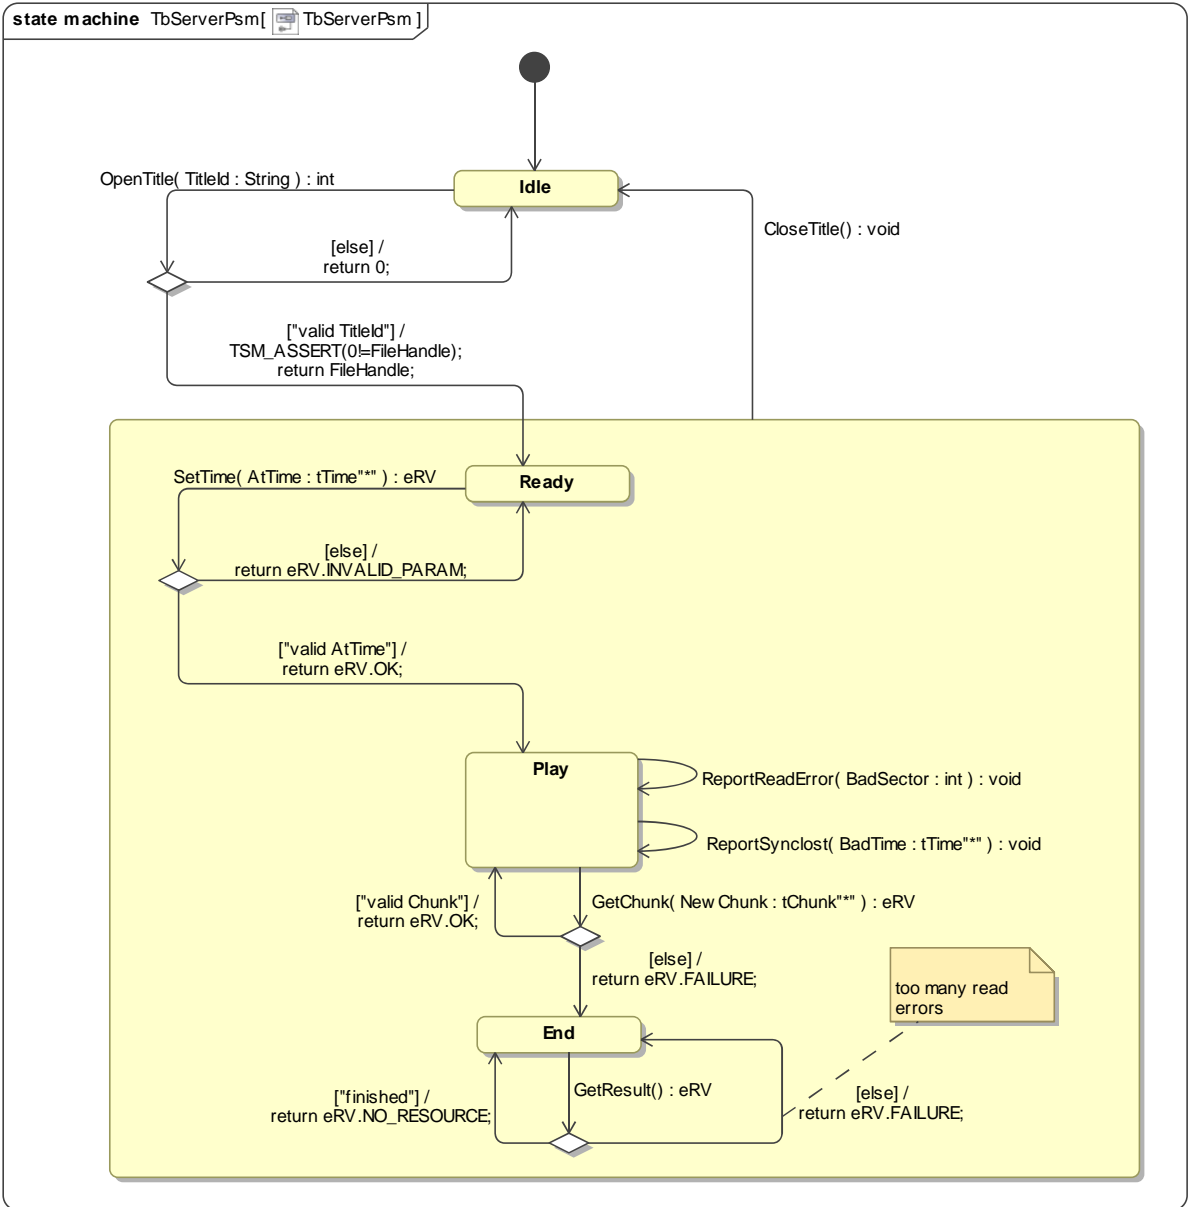 state machine TbServerPsm[ TbServerPsm ]
OpenTitle( TitleId : String ) : int
Idle
CloseTitle() : void
[else] /
return 0;
["valid TitleId"] /
TSM_ASSERT(0!=FileHandle);
return FileHandle;
SetTime( AtTime : tTime"*" ) : eRV
Ready
[else] /
return eRV.INVALID_PARAM;
["valid AtTime"] /
return eRV.OK;
Play
ReportReadError( BadSector : int ) : void
ReportSynclost( BadTime : tTime"*" ) : void
["valid Chunk"] /
return eRV.OK;
GetChunk( New Chunk : tChunk"*" ) : eRV
[else] /
return eRV.FAILURE;
too many read
errors
End
GetResult() : eRV
["finished"] /
return eRV.NO_RESOURCE;
[else] /
return eRV.FAILURE;